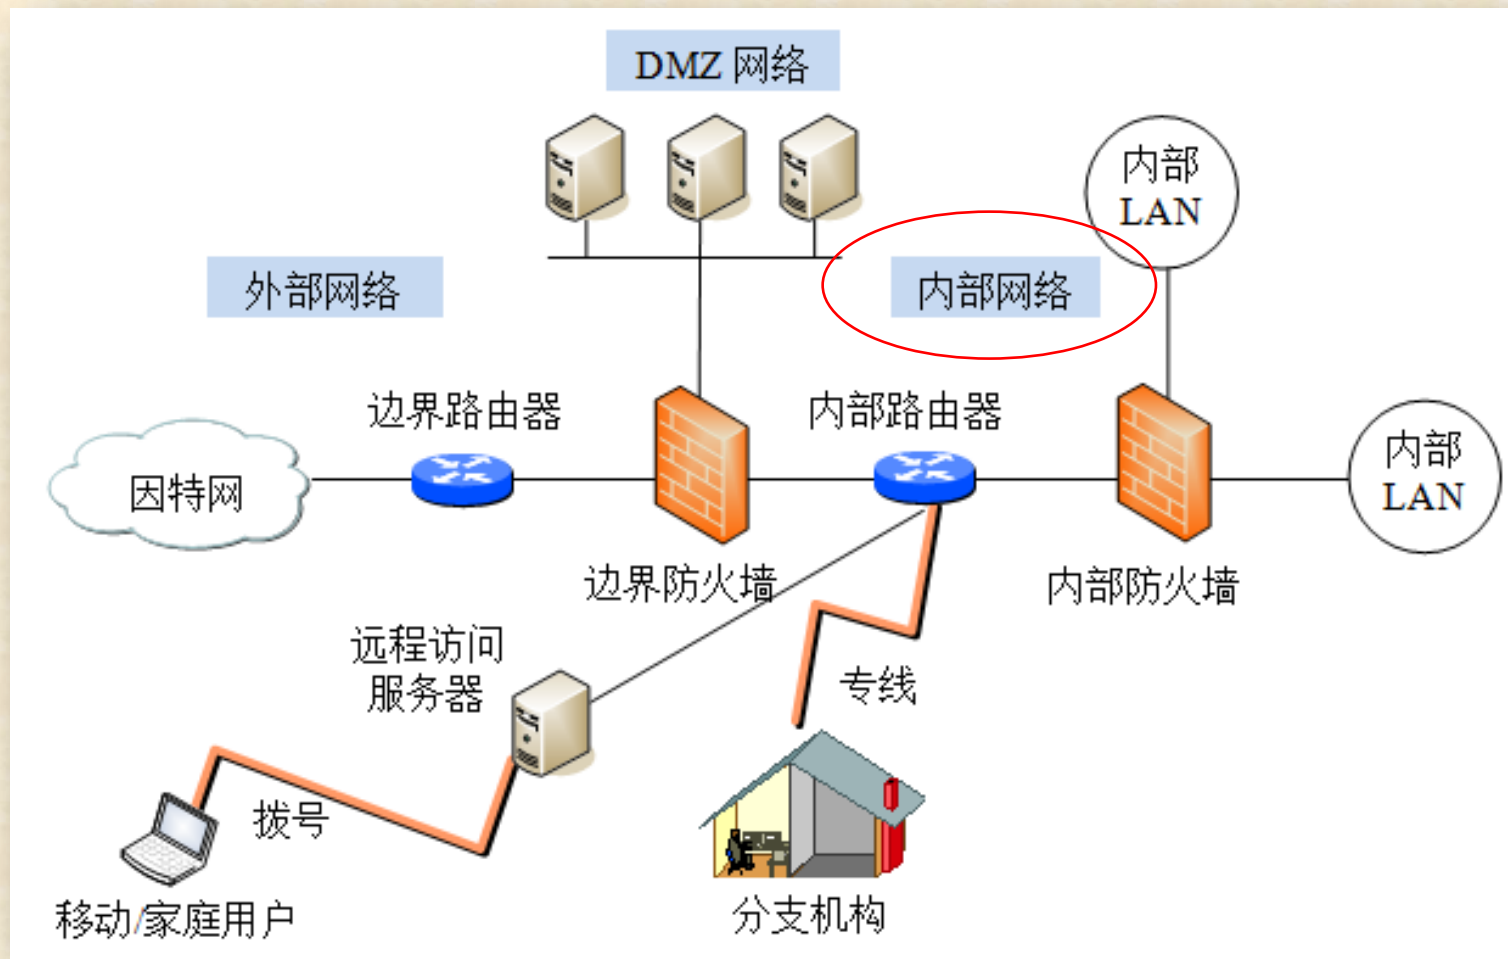 DMZ 网络
内部
LAN
外部网络
内部网络
边界路由器
内部路由器
因特网
内部
LAN
边界防火墙
内部防火墙
远程访问
服务器
专线
拨号
移动/家庭用户
分支机构